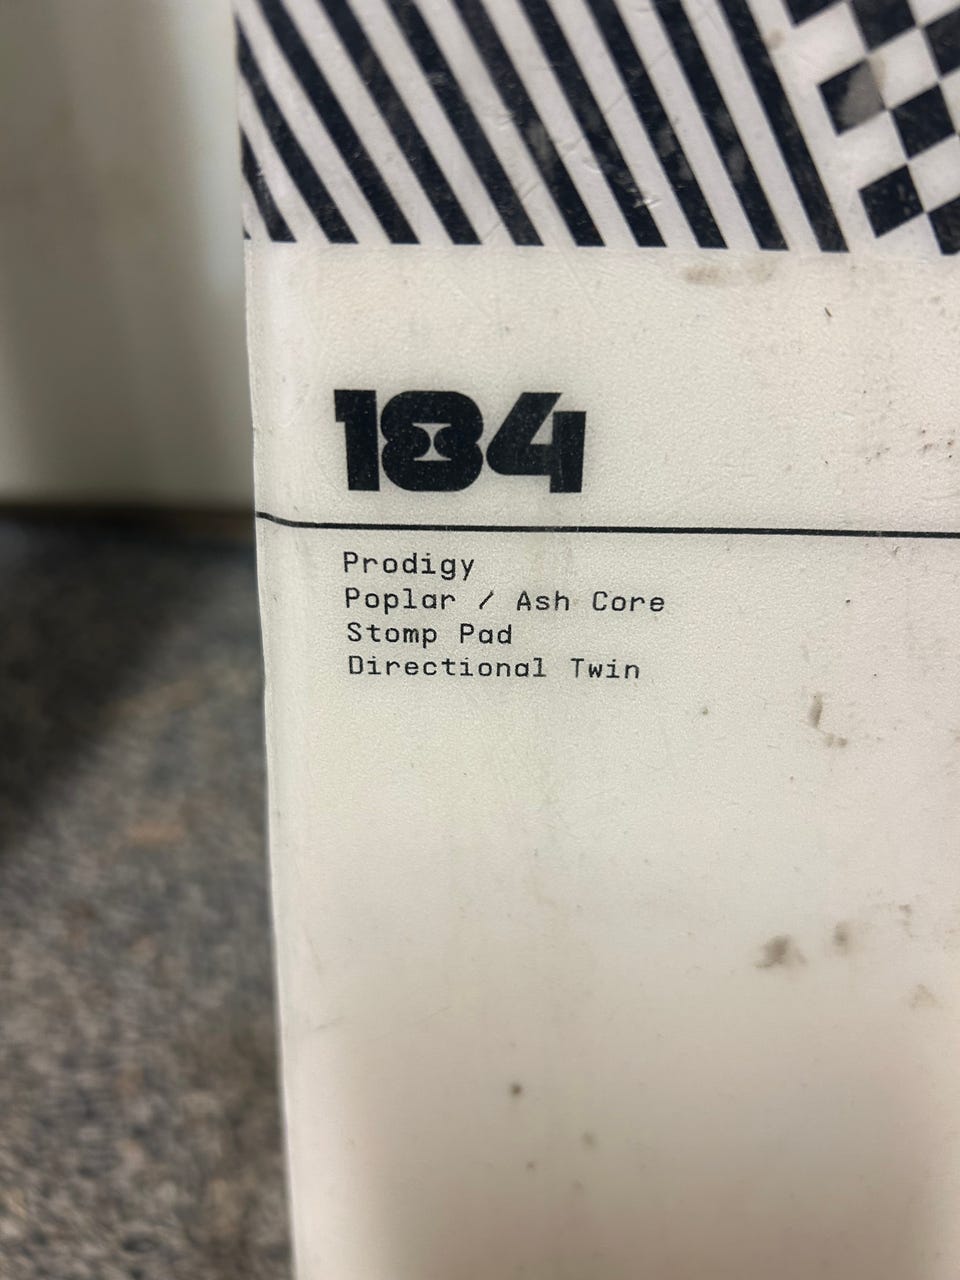 184
Prodigy
Poplar / Ash Core
Stomp Pad
Directional Twin